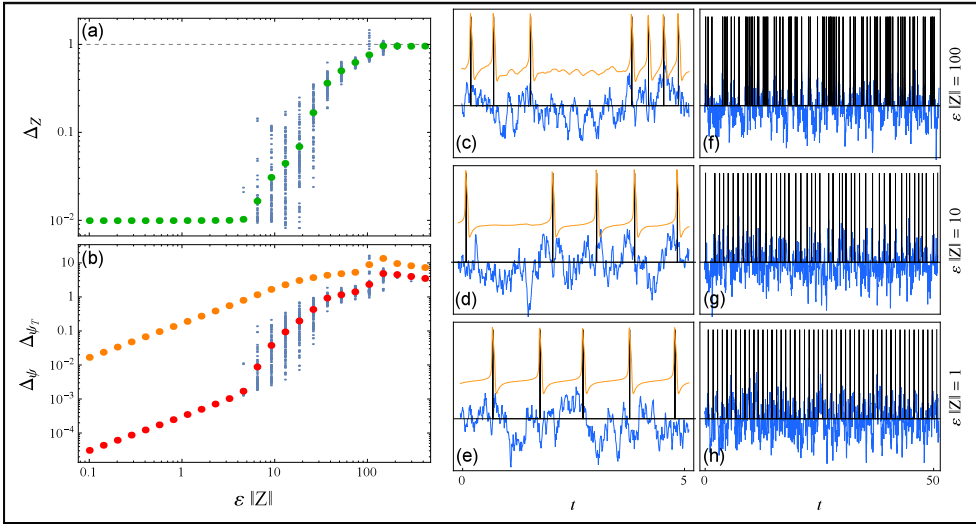 (a)
1
Δ_Z
0.1
10⁻²
(b)
10
1
Δ_ψ Δ_ψ_T
0.1
10⁻²
10⁻³
10⁻⁴
0.1 1 10 100
ε ‖Z‖
(c) (f)
ε ‖Z‖ = 100
(d) (g)
ε ‖Z‖ = 10
(e) (h)
ε ‖Z‖ = 1
0 5 0 50
t t